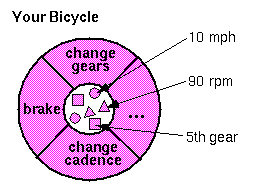 Your Bicycle
10 mph
change
gears
90 rpm
brake
...
5th gear
change
cadence